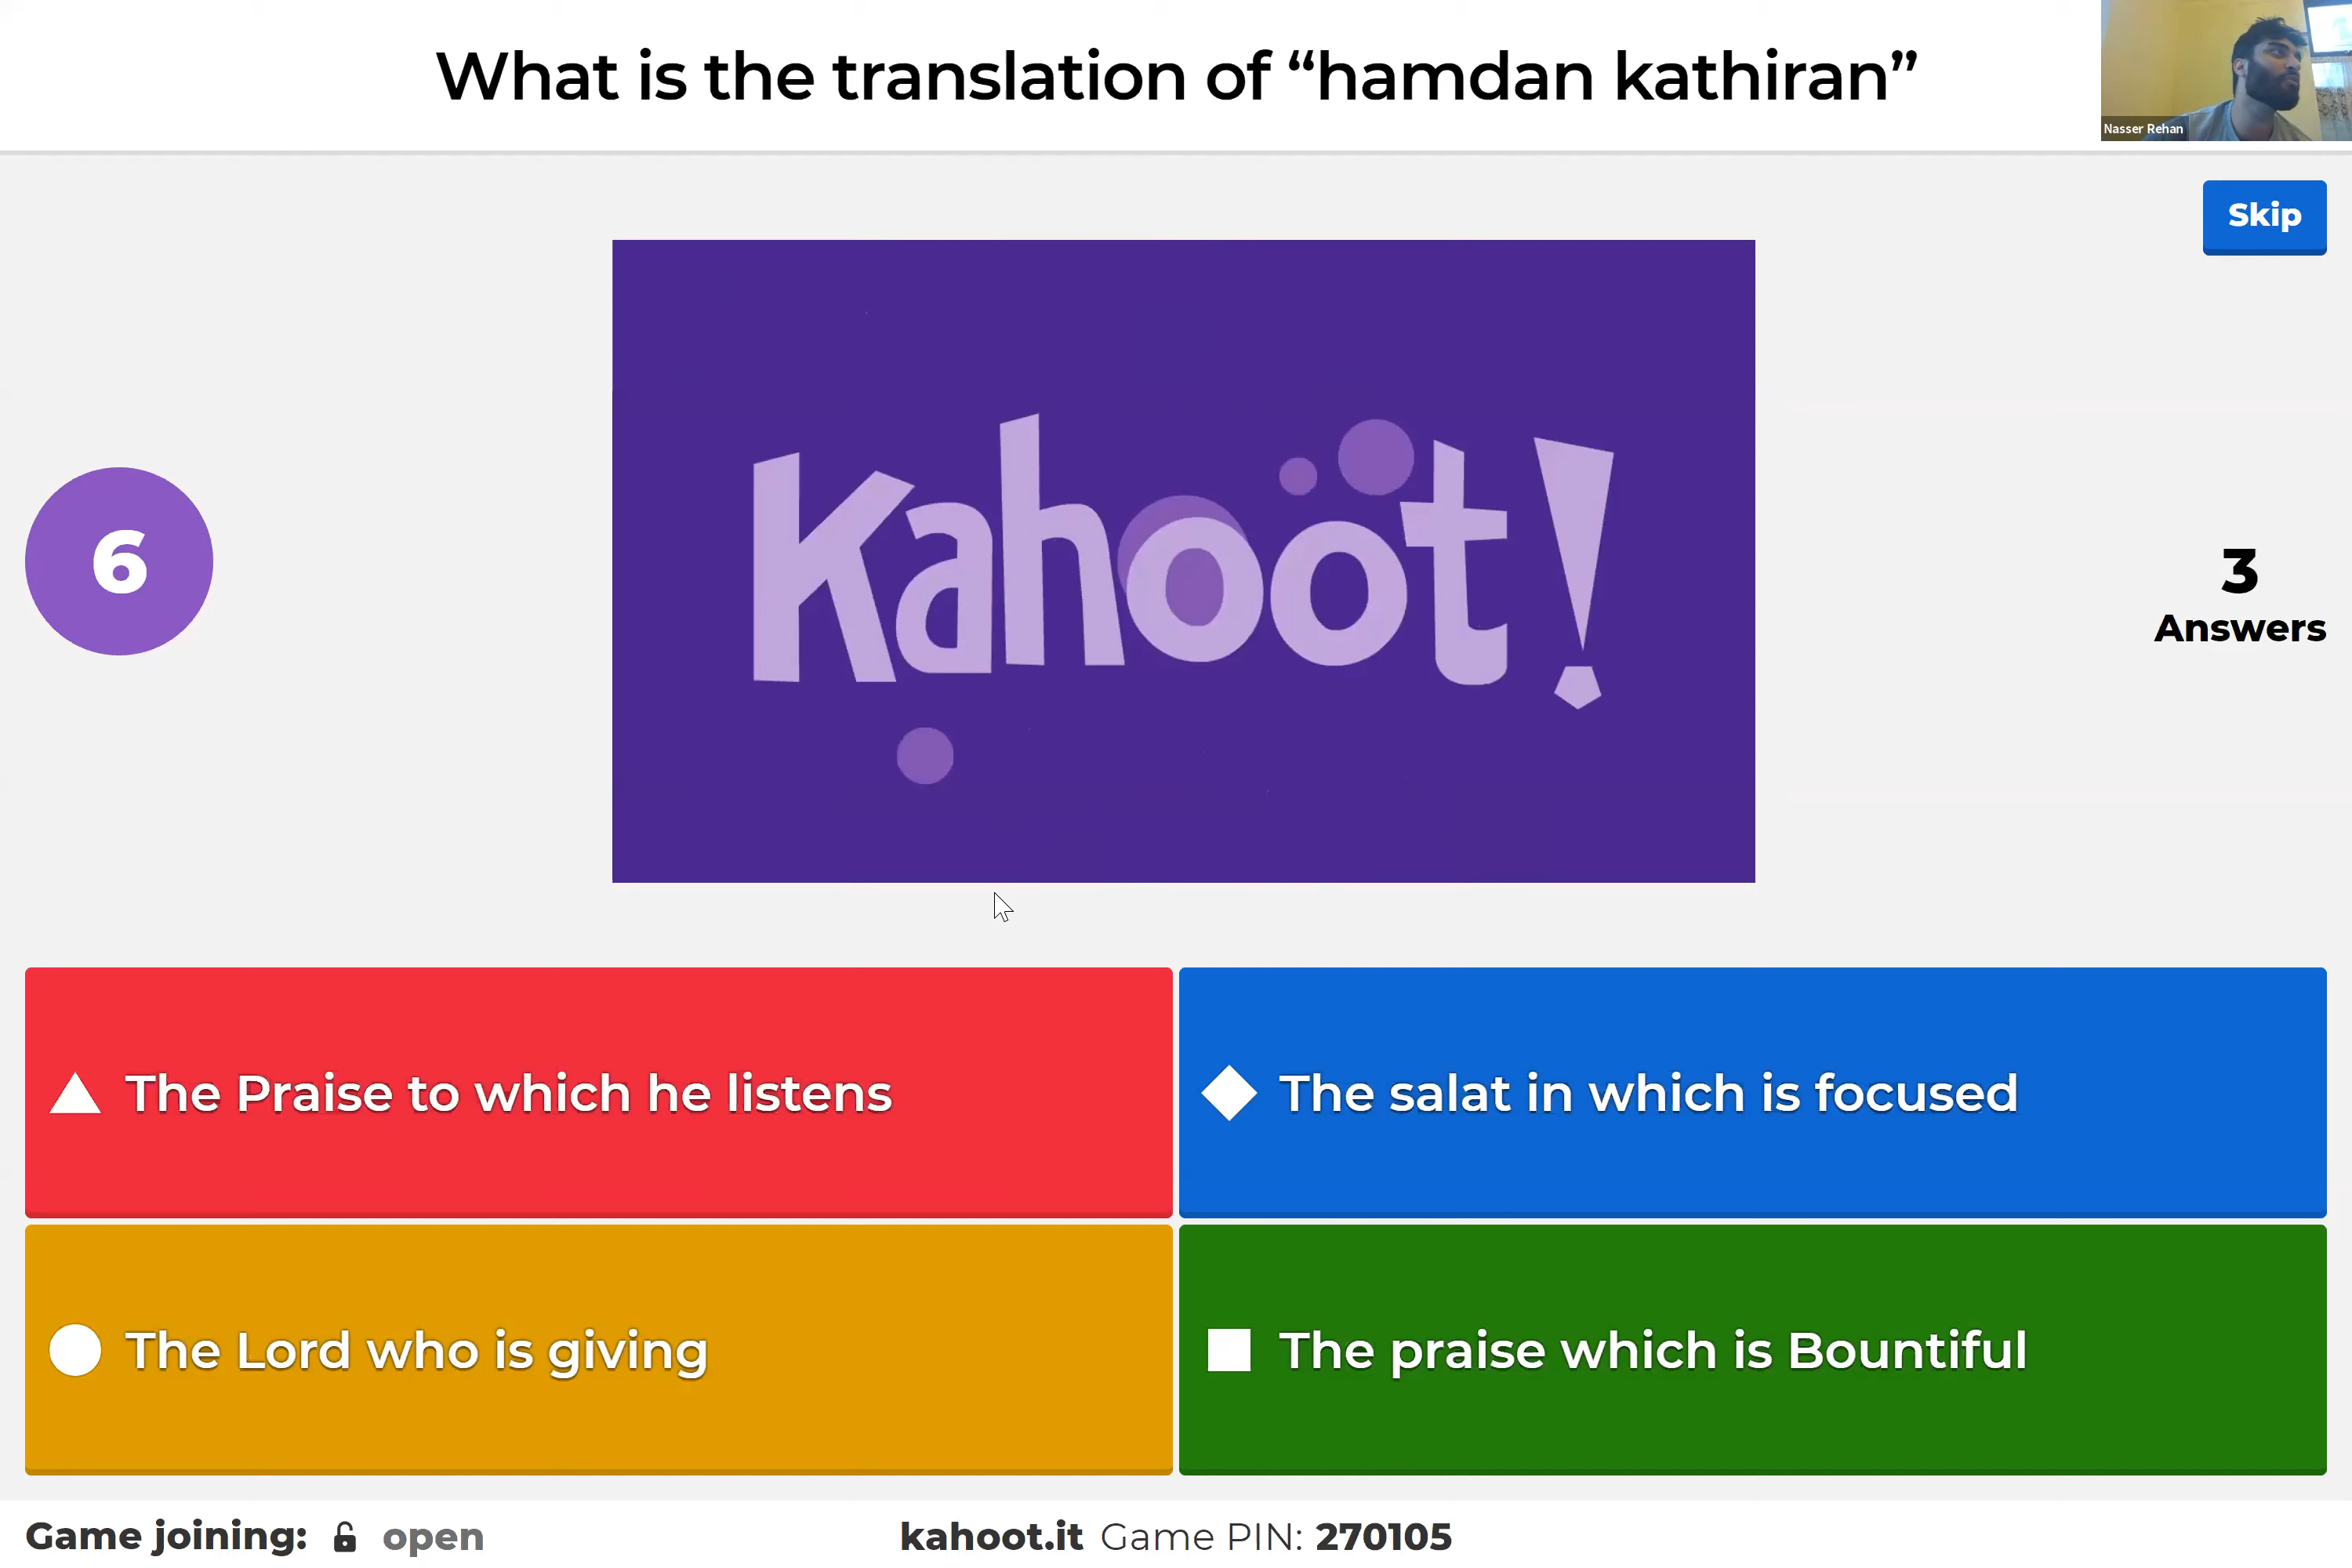 What is the translation of “hamdan kathiran”
Nasser Rehan
Skip
6
Kahoot!
3
Answers
The Praise to which he listens
The salat in which is focused
The Lord who is giving
The praise which is Bountiful
Game joining: open
kahoot.it Game PIN: 270105